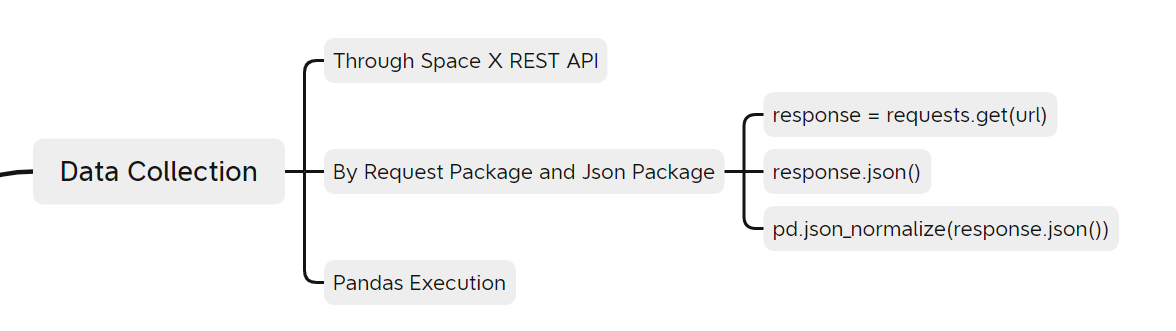 Data Collection
Through Space X REST API
By Request Package and Json Package
response = requests.get(url)
response.json()
pd.json_normalize(response.json())
Pandas Execution